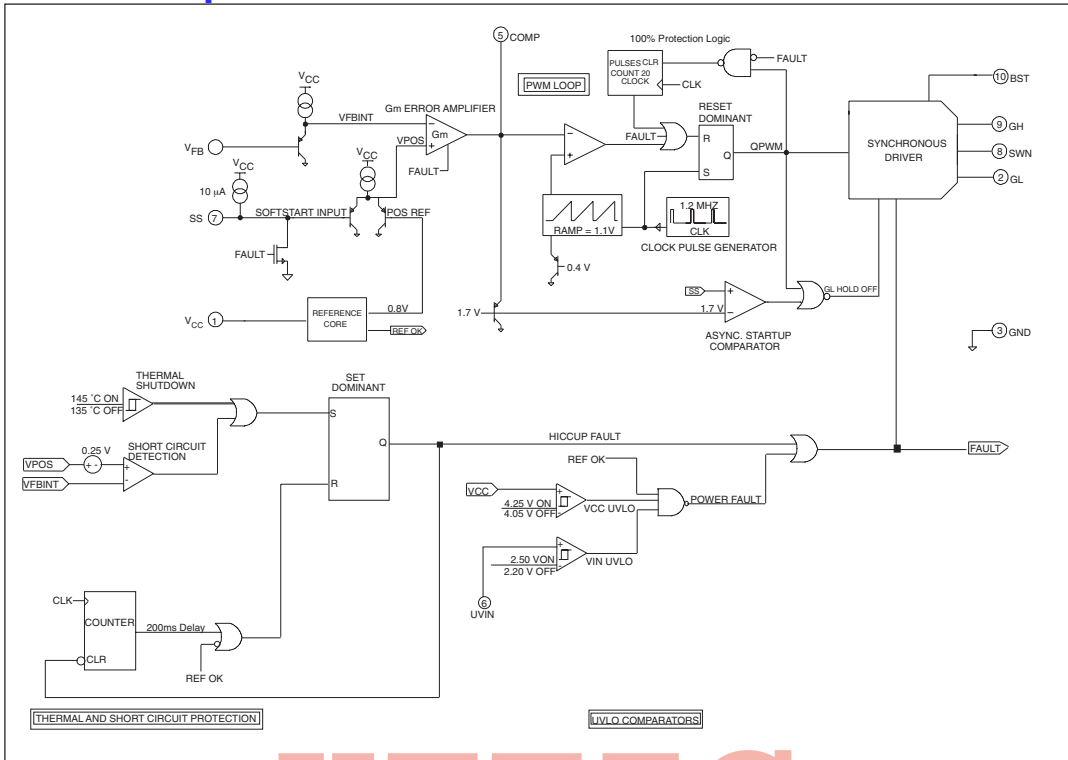 5 COMP
100% Protection Logic
PULSES CLR
COUNT 20
CLOCK
FAULT
CLK
PWM LOOP
10 BST
VCC
Gm ERROR AMPLIFIER
VFBINT
Gm
VPOS
VFB
FAULT
VCC
RESET
DOMINANT
FAULT
R
Q
S
QPWM
SYNCHRONOUS
DRIVER
9 GH
8 SWN
2 GL
VCC
10 µA
SS 7
SOFTSTART INPUT
POS REF
FAULT
RAMP = 1.1V
1.2 MHZ
CLK
CLOCK PULSE GENERATOR
0.4 V
SS
GL HOLD OFF
1.7 V
1.7 V
ASYNC. STARTUP
COMPARATOR
VCC 1
REFERENCE
CORE
0.8V
REF OK
3 GND
THERMAL
SHUTDOWN
145 ˚C ON
135 ˚C OFF
SET
DOMINANT
S
Q
R
0.25 V
SHORT CIRCUIT
DETECTION
VPOS
+ -
VFBINT
HICCUP FAULT
FAULT
REF OK
VCC
4.25 V ON
4.05 V OFF
VCC UVLO
POWER FAULT
2.50 VON
2.20 V OFF
VIN UVLO
6
UVIN
CLK
COUNTER
CLR
200ms Delay
REF OK
THERMAL AND SHORT CIRCUIT PROTECTION
UVLO COMPARATORS